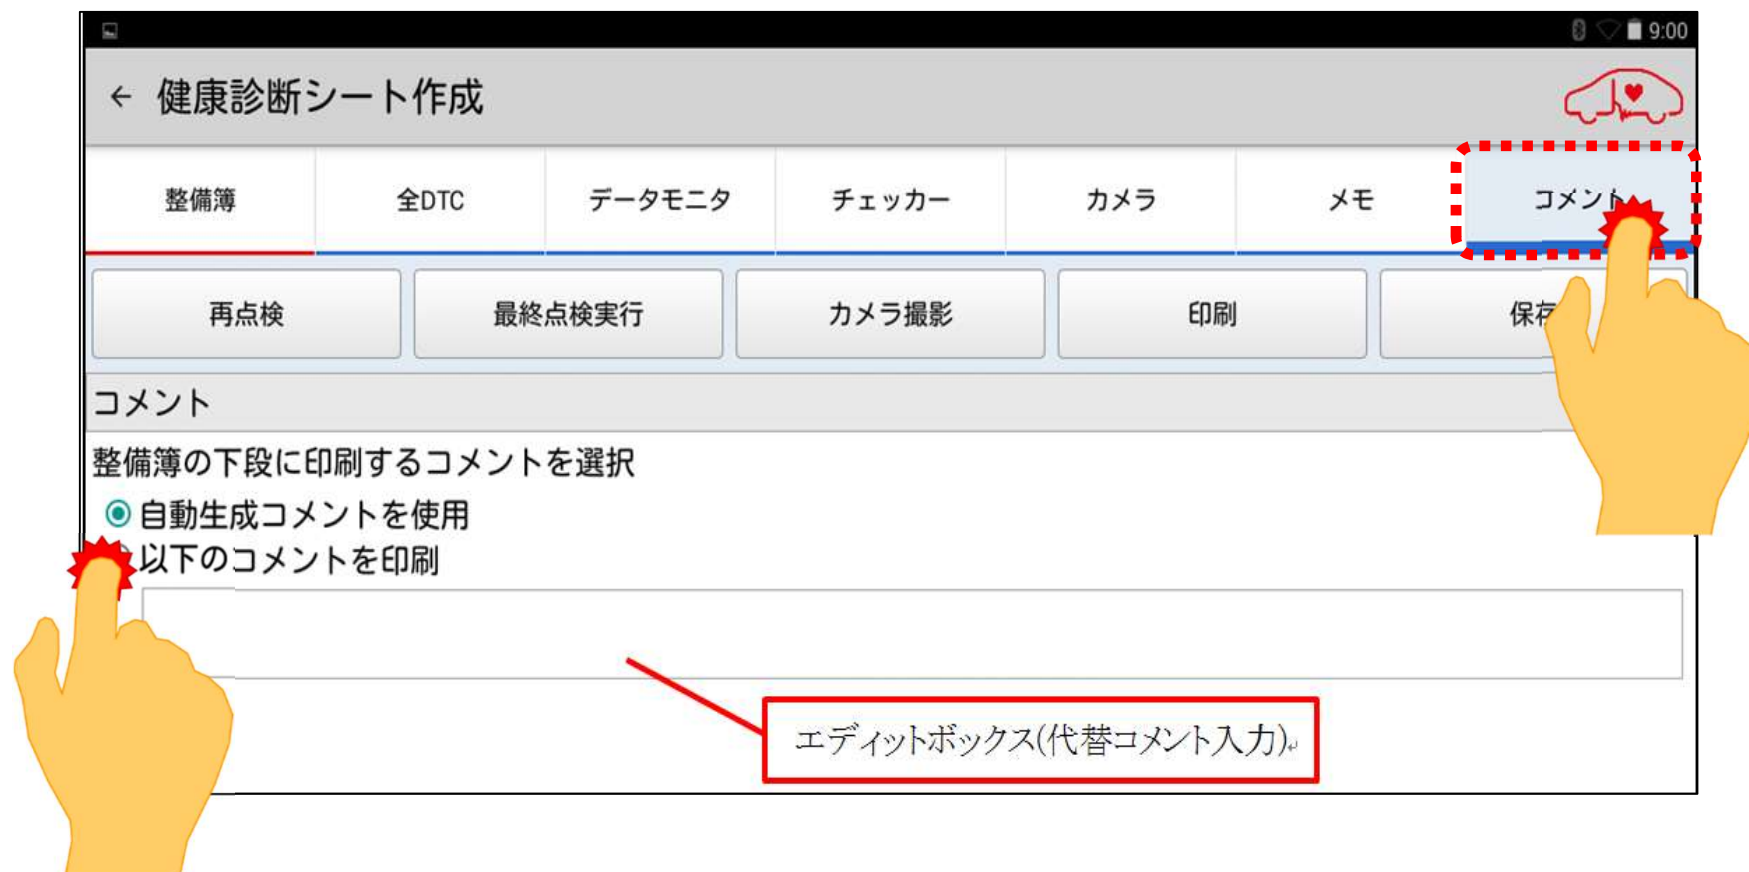 9:00
← 健康診断シート作成
整備簿 全DTC データモニタ チェッカー カメラ メモ コメント
再点検 最終点検実行 カメラ撮影 印刷 保存
コメント
整備簿の下段に印刷するコメントを選択
自動生成コメントを使用
以下のコメントを印刷
エディットボックス(代替コメント入力)